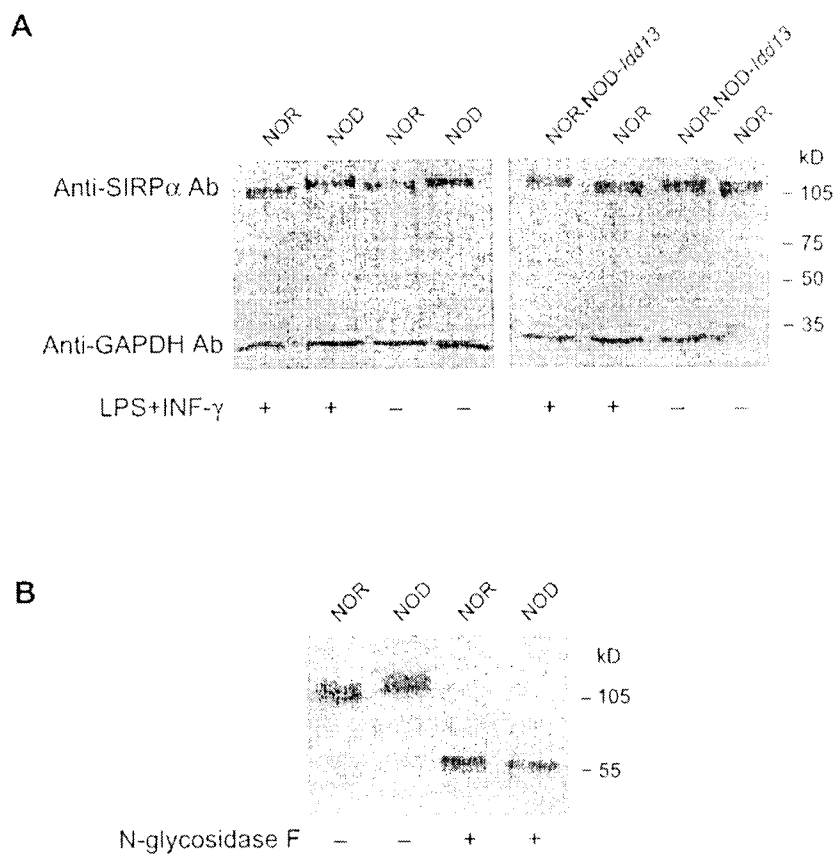 A
NOR NOD NOR NOD NOR.NOD-Idd13 NOR NOR.NOD-Idd13 NOR
kD
Anti-SIRPα Ab – 105
– 75
– 50
– 35
Anti-GAPDH Ab
LPS+INF-γ + + – – + + – –
B
NOR NOD NOR NOD
kD
– 105
– 55
N-glycosidase F – – + +